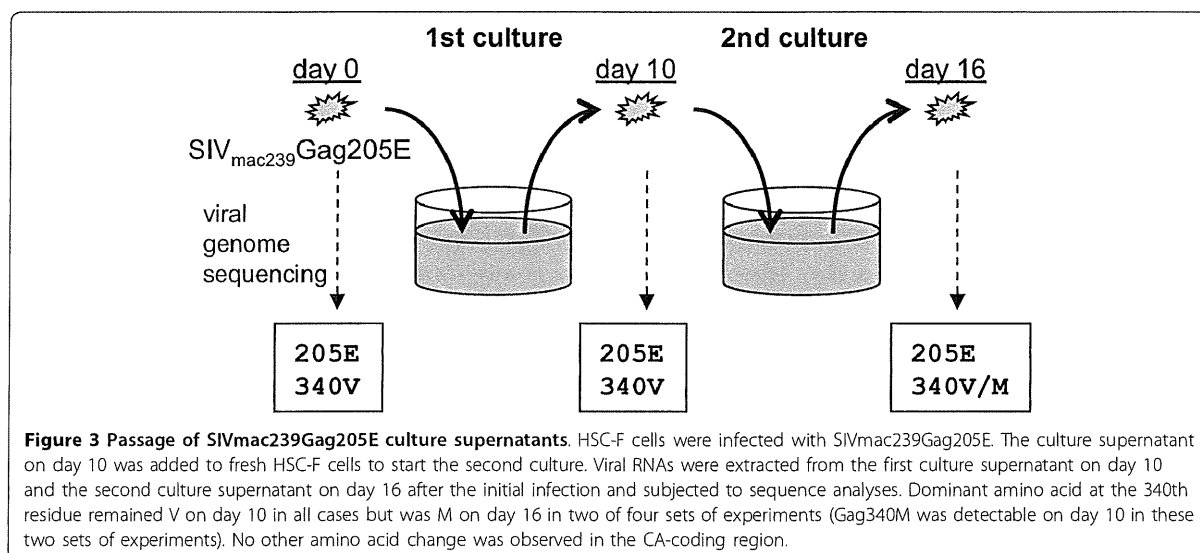 1st culture 2nd culture
day 0 day 10 day 16
SIVmac239Gag205E
viral
genome
sequencing
205E
340V
205E
340V
205E
340V/M
Figure 3 Passage of SIVmac239Gag205E culture supernatants. HSC-F cells were infected with SIVmac239Gag205E. The culture supernatant
on day 10 was added to fresh HSC-F cells to start the second culture. Viral RNAs were extracted from the first culture supernatant on day 10
and the second culture supernatant on day 16 after the initial infection and subjected to sequence analyses. Dominant amino acid at the 340th
residue remained V on day 10 in all cases but was M on day 16 in two of four sets of experiments (Gag340M was detectable on day 10 in these
two sets of experiments). No other amino acid change was observed in the CA-coding region.